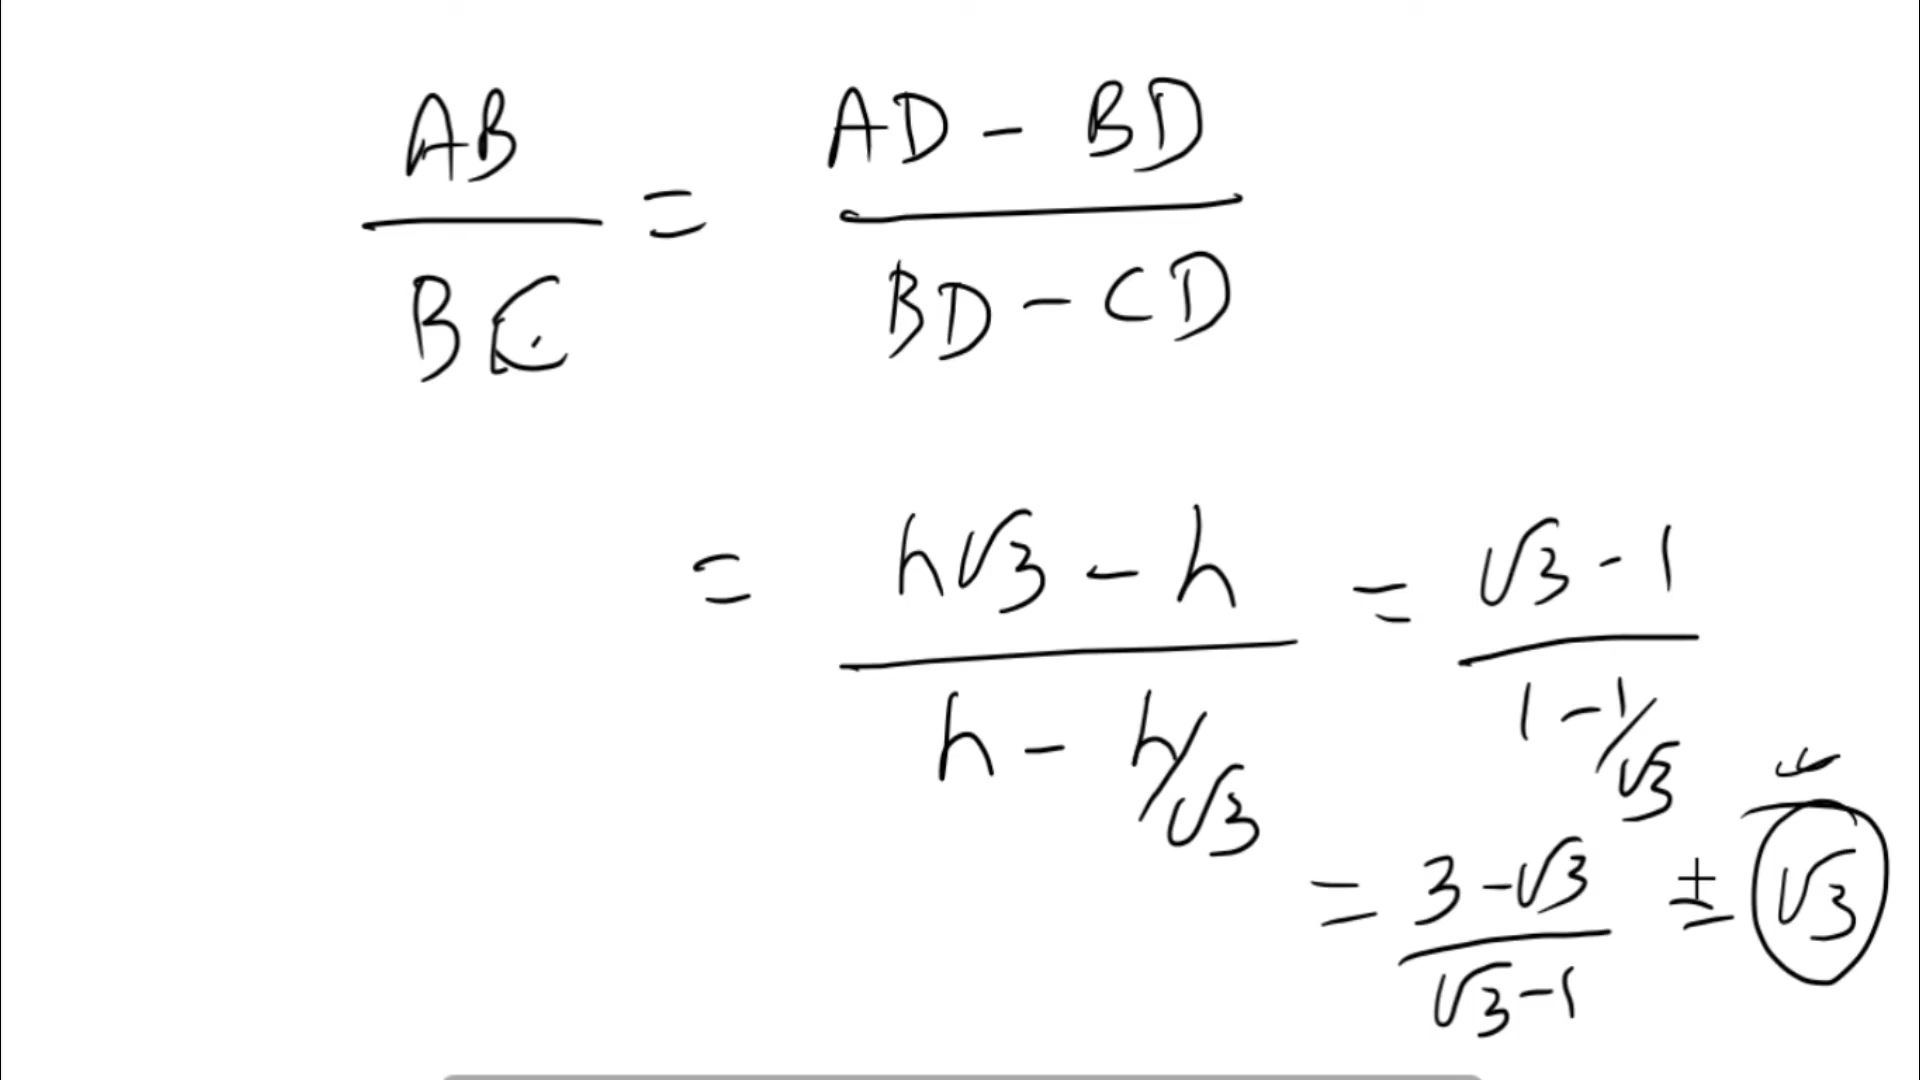 AB/BC = (AD - BD)/(BD - CD)
= (h√3 - h)/(h - h/√3) = (√3 - 1)/(1 - 1/√3)
= (3 - √3)/(√3 - 1) = √3